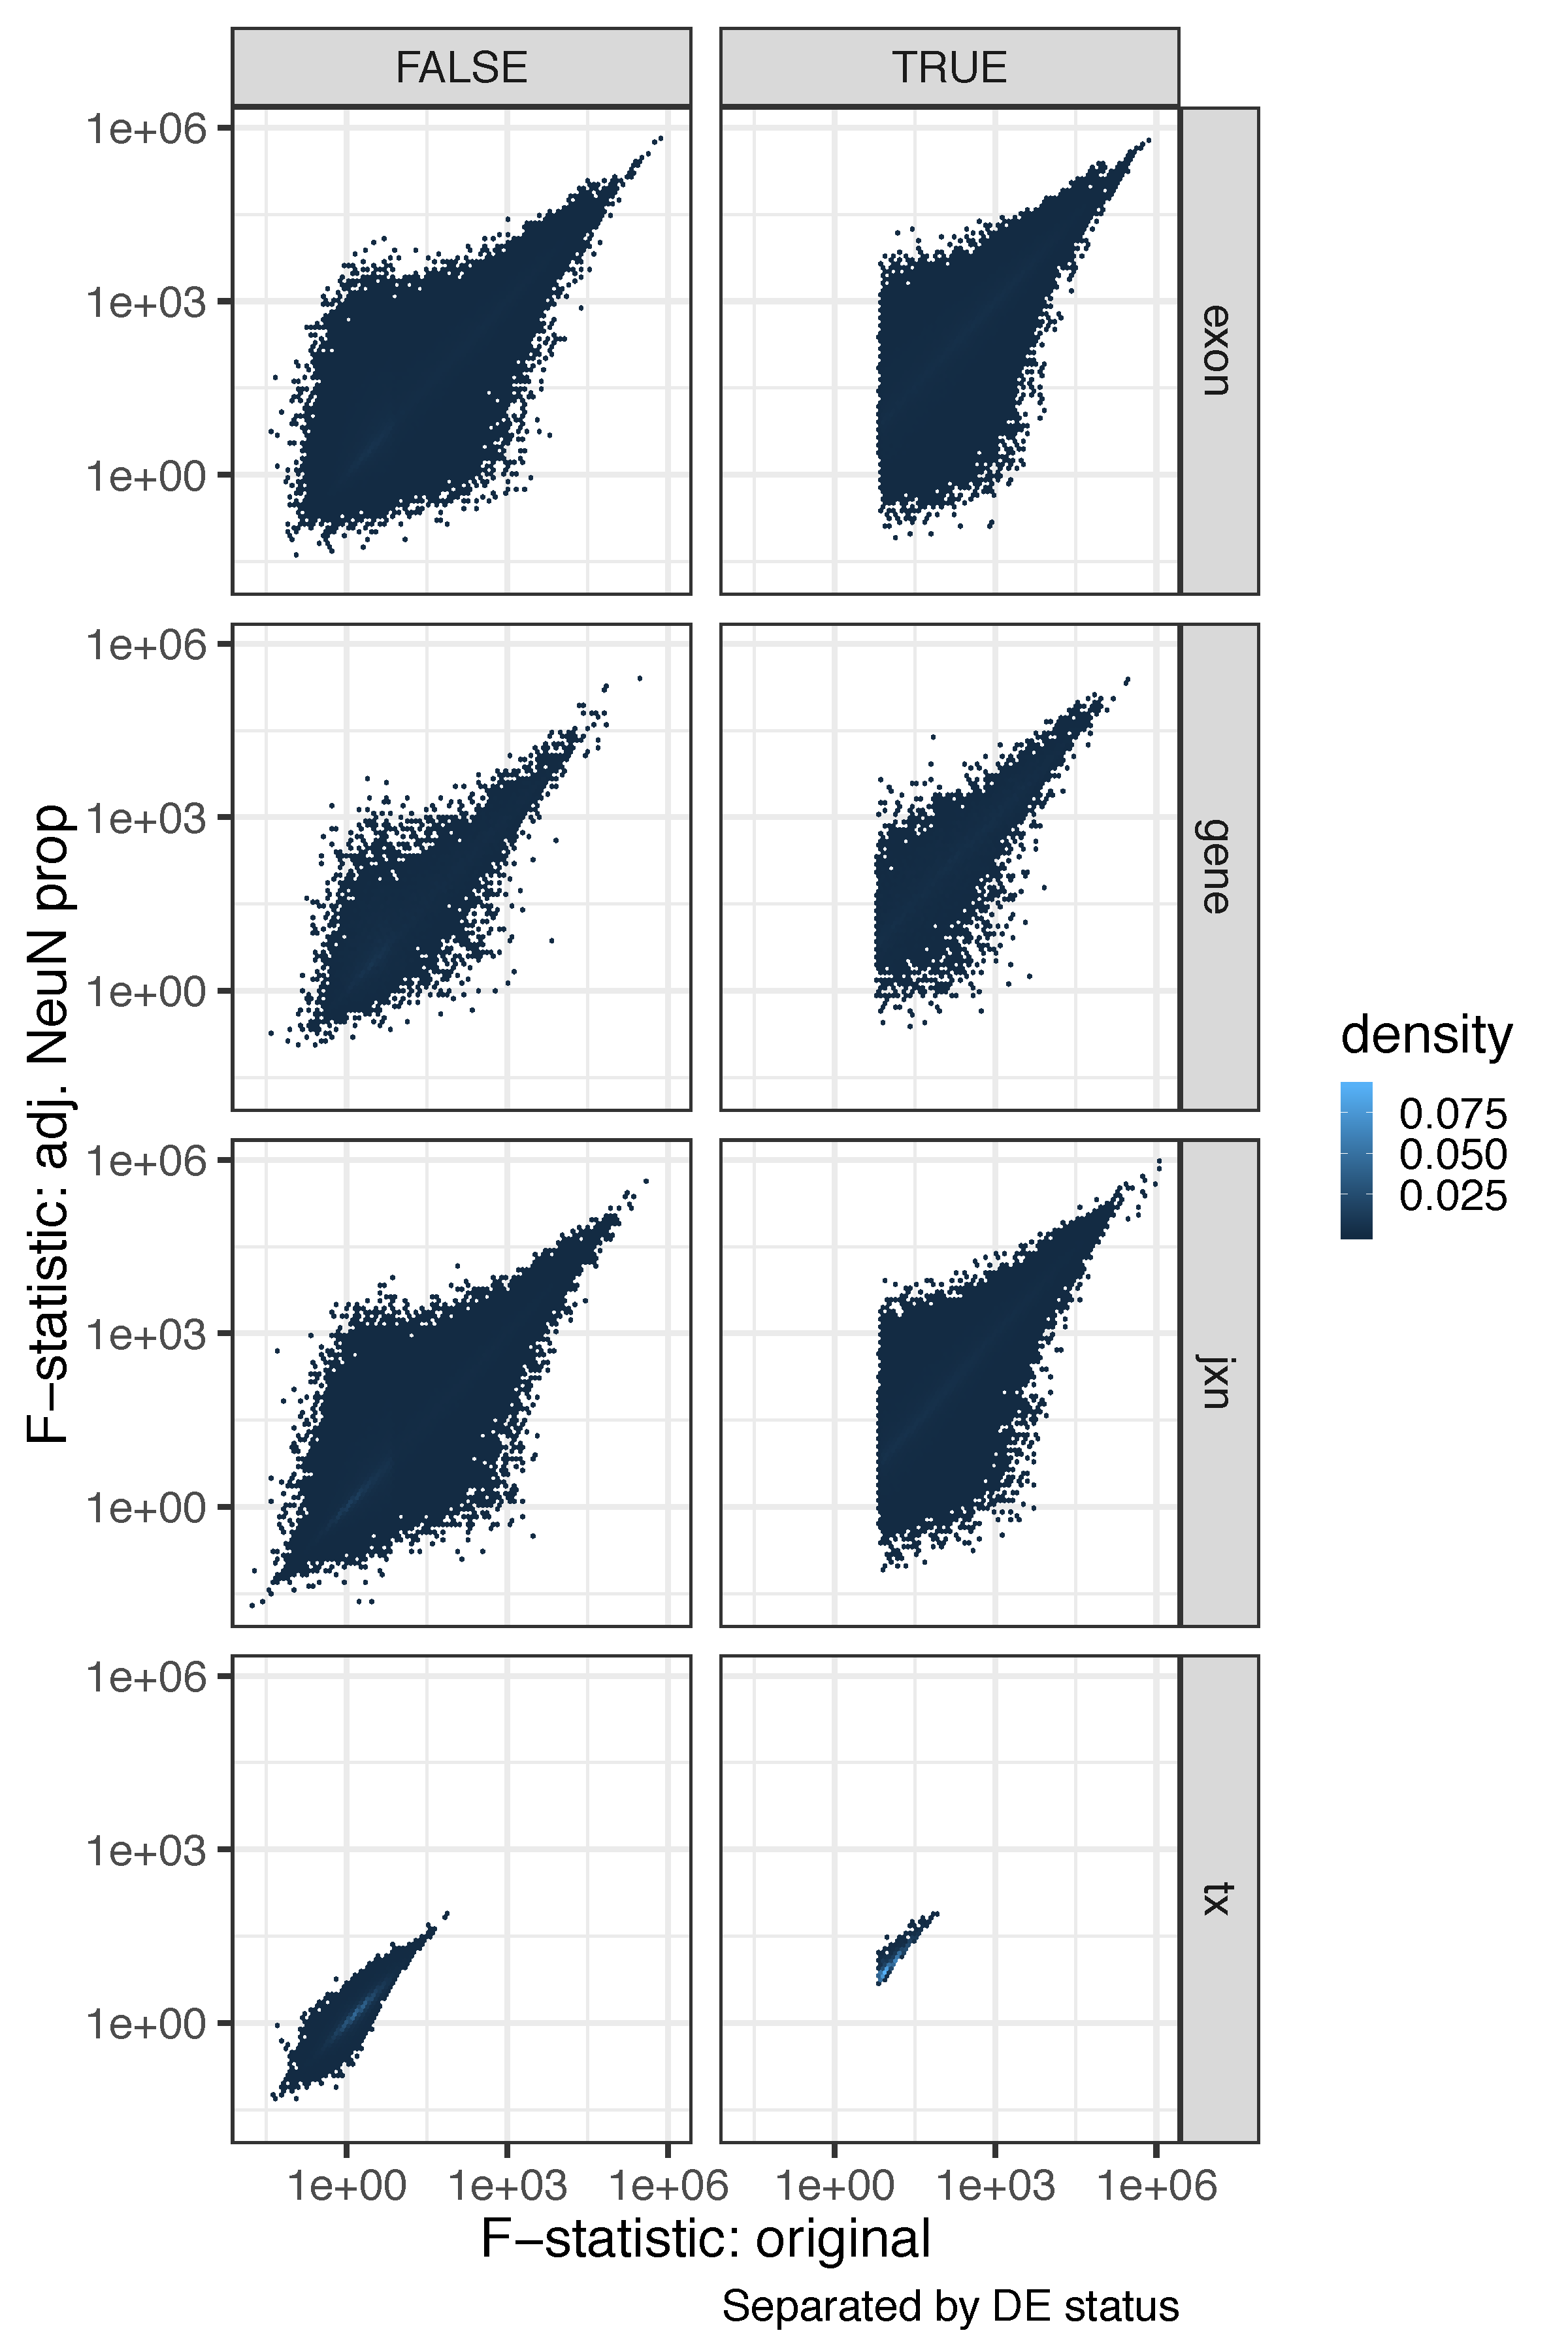 FALSE
TRUE
1e+06
1e+03
1e+00
exon
1e+06
1e+03
1e+00
gene
1e+06
1e+03
1e+00
jxn
1e+06
1e+03
1e+00
tx
F−statistic: adj. NeuN prop
density
0.075
0.050
0.025
1e+00 1e+03 1e+06 1e+00 1e+03 1e+06
F−statistic: original
Separated by DE status